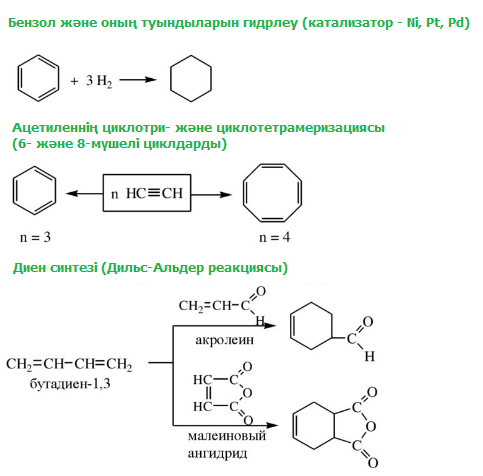 Бензол және оның туындыларын гидрлеу (катализатор - Ni, Pt, Pd)
+ 3 H₂
Ацетиленнің циклотри- және циклотетрамеризациясы
(6- және 8-мүшелі циклдарды)
n HC≡CH
n = 3 n = 4
Диен синтезі (Дильс-Альдер реакциясы)
CH₂=CH-C O H
акролеин
C O H
CH₂=CH-CH=CH₂
бутадиен-1,3
HC C O
O
HC C O
малеиновый
ангидрид
C O
O
C O